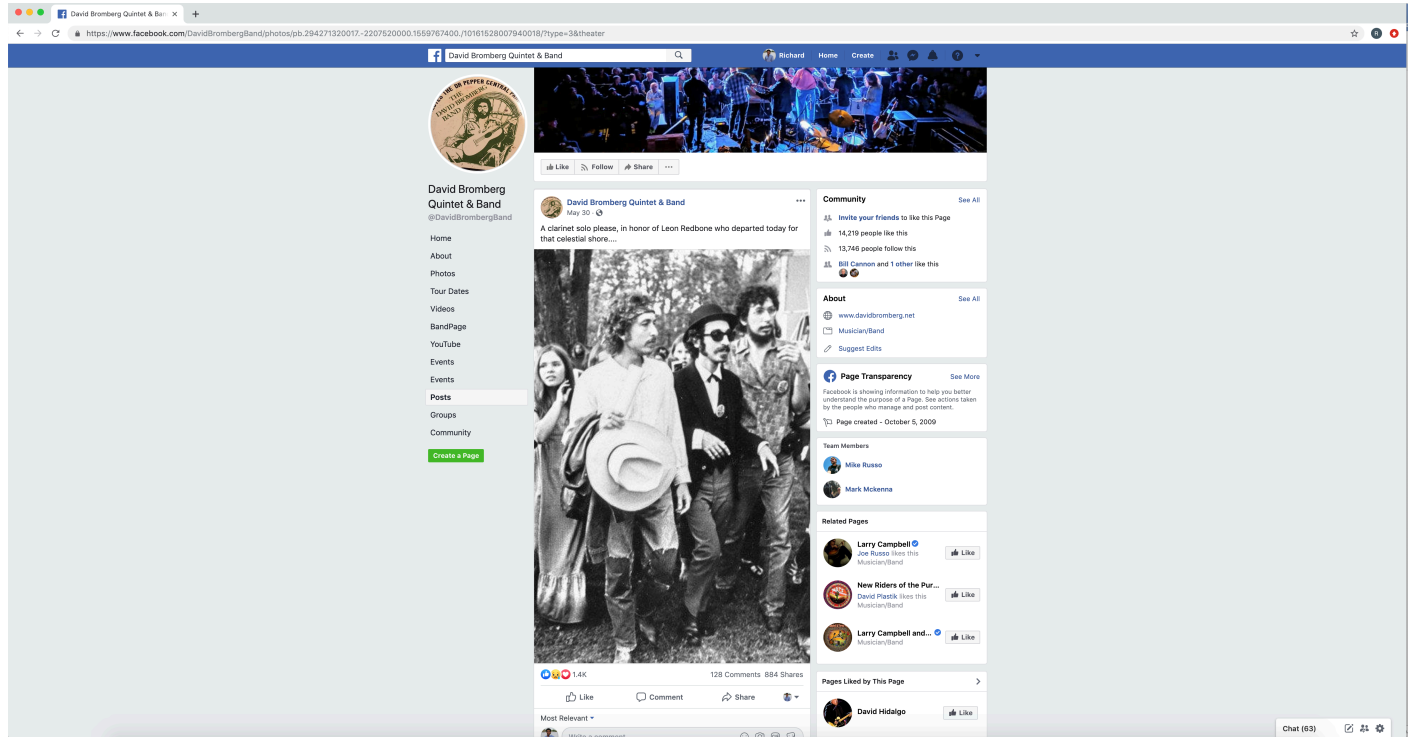 David Bromberg Quintet & Ban
https://www.facebook.com/DavidBrombergBand/photos/pb.294271320017.-2207520000.1559767400./10161528007940018/?type=3&theater
R
David Bromberg Quintet & Band
Richard
Home
Create
THE DR PEPPER CENTRAL
THE
DAVID BROMBERG
BAND
David Bromberg
Quintet & Band
@DavidBrombergBand
Home
About
Photos
Tour Dates
Videos
BandPage
YouTube
Events
Events
Posts
Groups
Community
Create a Page
Like
Follow
Share
David Bromberg Quintet & Band
May 30 ·
A clarinet solo please, in honor of Leon Redbone who departed today for
that celestial shore....
1.4K
128 Comments 884 Shares
Like
Comment
Share
Most Relevant
Write a comment
Community
See All
Invite your friends to like this Page
14,219 people like this
13,746 people follow this
Bill Cannon and 1 other like this
About
See All
www.davidbromberg.net
Musician/Band
Suggest Edits
Page Transparency
See More
Facebook is showing information to help you better
understand the purpose of a Page. See actions taken
by the people who manage and post content.
Page created - October 5, 2009
Team Members
Mike Russo
Mark Mckenna
Related Pages
Larry Campbell
Joe Russo likes this
Musician/Band
Like
New Riders of the Pur...
David Plastik likes this
Musician/Band
Like
Larry Campbell and...
Musician/Band
Like
Pages Liked by This Page
David Hidalgo
Like
Chat (63)